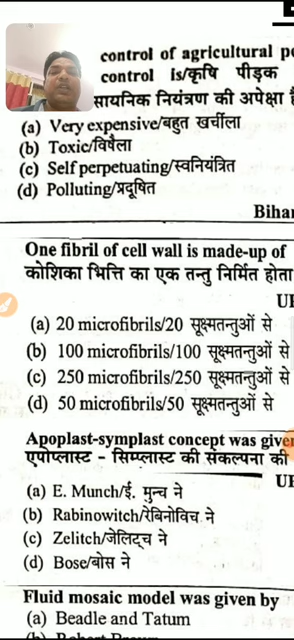 control of agricultural
control is/कृषि पीड़क
सायनिक नियंत्रण की अपेक्षा
(a) Very expensive/बहुत खर्चीला
(b) Toxic/विषैला
(c) Self perpetuating/स्वनियंत्रित
(d) Polluting/प्रदूषित
One fibril of cell wall is made-up of
कोशिका भित्ति का एक तन्तु निर्मित होता
(a) 20 microfibrils/20 सूक्ष्मतन्तुओं से
(b) 100 microfibrils/100 सूक्ष्मतन्तुओं से
(c) 250 microfibrils/250 सूक्ष्मतन्तुओं से
(d) 50 microfibrils/50 सूक्ष्मतन्तुओं से
Apoplast-symplast concept was
एपोप्लास्ट - सिम्प्लास्ट की संकल्पना की
(a) E. Munch/ई. मुन्च ने
(b) Rabinowitch/रेबिनोविच ने
(c) Zelitch/जेलिट्च ने
(d) Bose/बोस ने
Fluid mosaic model was given by
(a) Beadle and Tatum